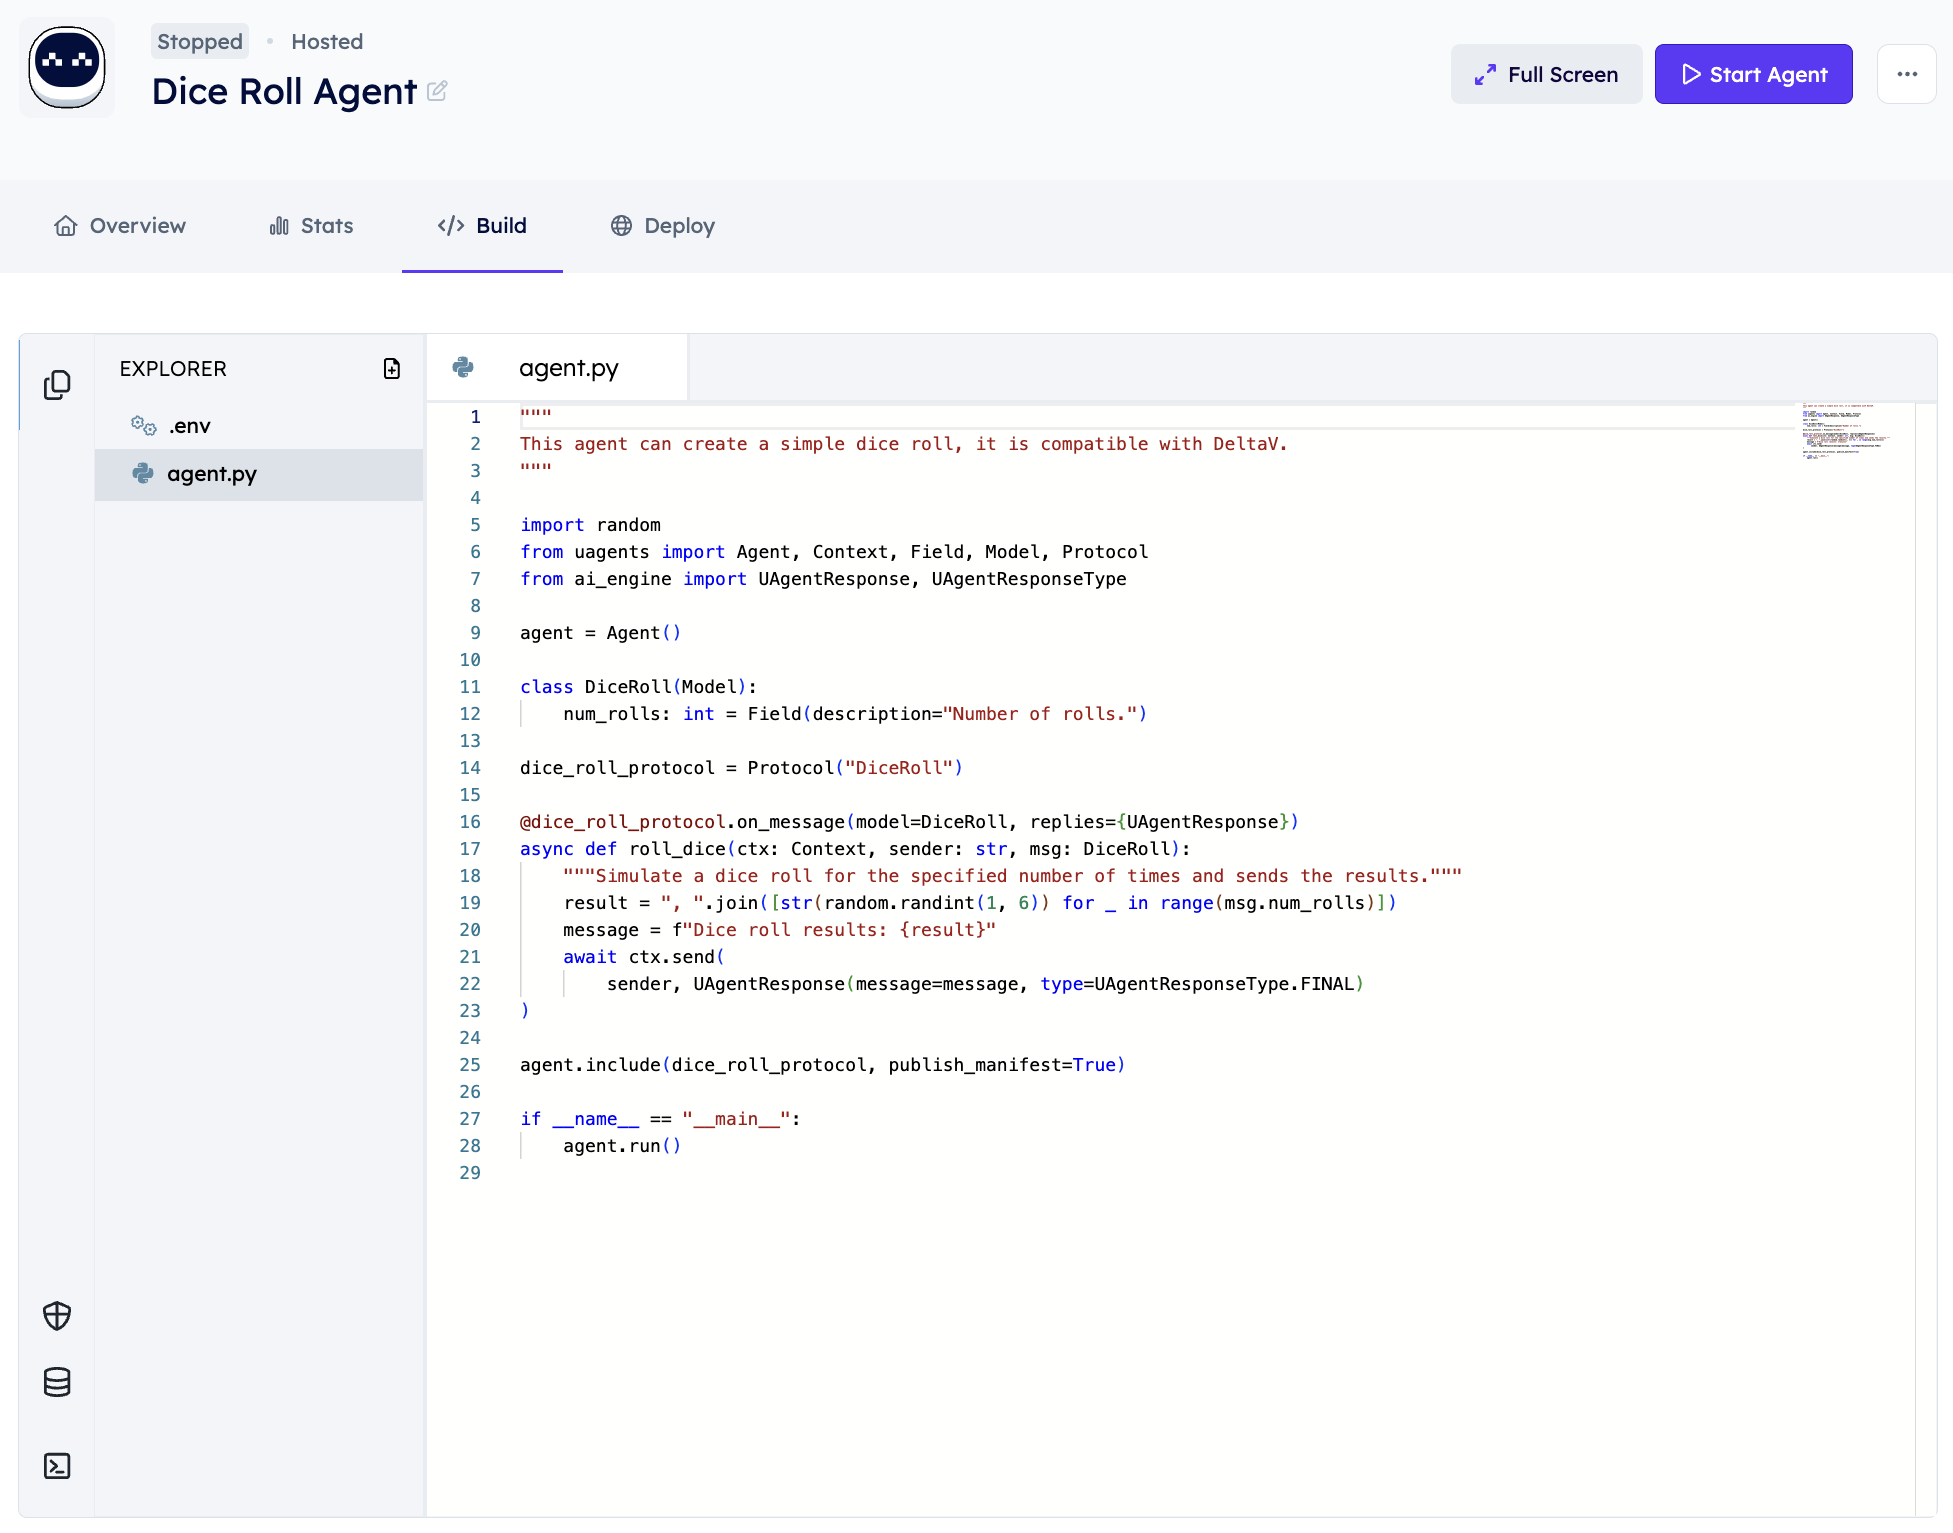 Stopped • Hosted
Dice Roll Agent
Full Screen
Start Agent
Overview
Stats
</> Build
Deploy
EXPLORER
.env
agent.py
agent.py
1 """
2 This agent can create a simple dice roll, it is compatible with DeltaV.
3 """
4
5 import random
6 from uagents import Agent, Context, Field, Model, Protocol
7 from ai_engine import UAgentResponse, UAgentResponseType
8
9 agent = Agent()
10
11 class DiceRoll(Model):
12     num_rolls: int = Field(description="Number of rolls.")
13
14 dice_roll_protocol = Protocol("DiceRoll")
15
16 @dice_roll_protocol.on_message(model=DiceRoll, replies={UAgentResponse})
17 async def roll_dice(ctx: Context, sender: str, msg: DiceRoll):
18     """Simulate a dice roll for the specified number of times and sends the results."""
19     result = ", ".join([str(random.randint(1, 6)) for _ in range(msg.num_rolls)])
20     message = f"Dice roll results: {result}"
21     await ctx.send(
22         sender, UAgentResponse(message=message, type=UAgentResponseType.FINAL)
23 )
24
25 agent.include(dice_roll_protocol, publish_manifest=True)
26
27 if __name__ == "__main__":
28     agent.run()
29